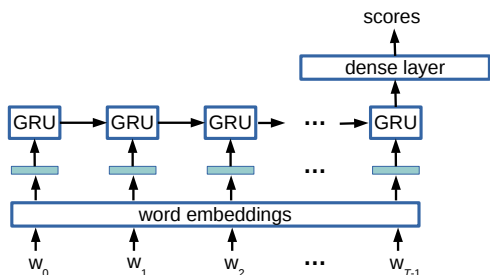 scores
dense layer
GRU GRU GRU ... GRU
...
word embeddings
w0 w1 w2 ... wT-1